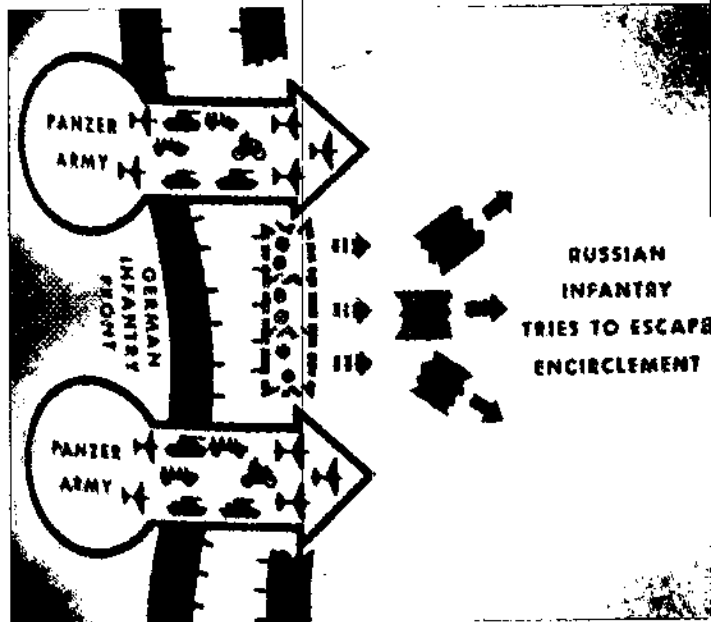 PANZER
ARMY
GERMAN
INFANTRY
FRONT
RUSSIAN
INFANTRY
TRIES TO ESCAPE
ENCIRCLEMENT
PANZER
ARMY